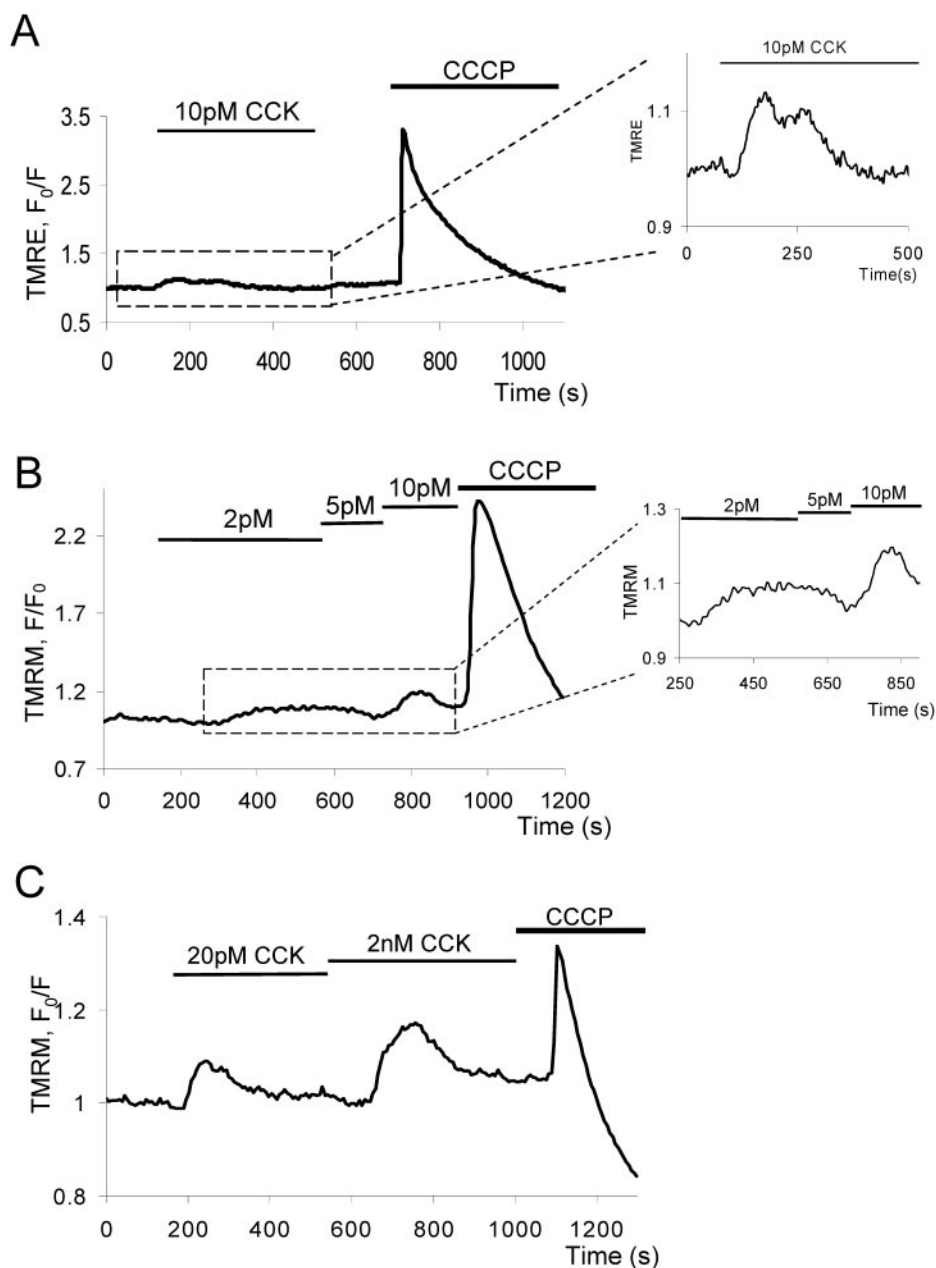 A
CCCP
10pM CCK
3.5
2.5
1.5
0.5
TMRE, F₀/F
0 200 400 600 800 1000
Time (s)
10pM CCK
1.1
0.9
TMRE
0 250 500
Time(s)
B
CCCP
10pM
5pM
2pM
2.2
1.7
1.2
0.7
TMRM, F/F₀
0 200 400 600 800 1000 1200
Time (s)
2pM 5pM 10pM
1.3
1.1
0.9
TMRM
250 450 650 850
Time (s)
C
CCCP
20pM CCK 2nM CCK
1.4
1.2
1
0.8
TMRM, F₀/F
0 200 400 600 800 1000 1200
Time (s)